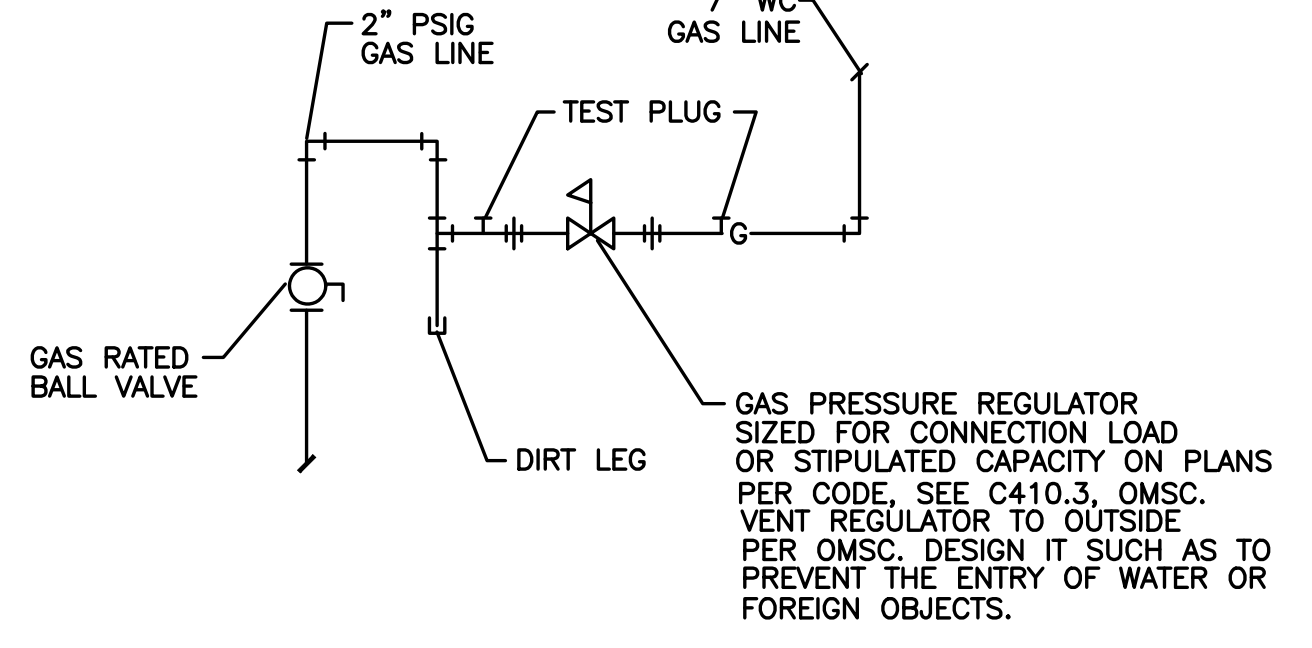 2” PSIG
GAS LINE
WC
GAS LINE
TEST PLUG
G
GAS RATED
BALL VALVE
DIRT LEG
GAS PRESSURE REGULATOR
SIZED FOR CONNECTION LOAD
OR STIPULATED CAPACITY ON PLANS
PER CODE, SEE C410.3, OMSC.
VENT REGULATOR TO OUTSIDE
PER OMSC. DESIGN IT SUCH AS TO
PREVENT THE ENTRY OF WATER OR
FOREIGN OBJECTS.